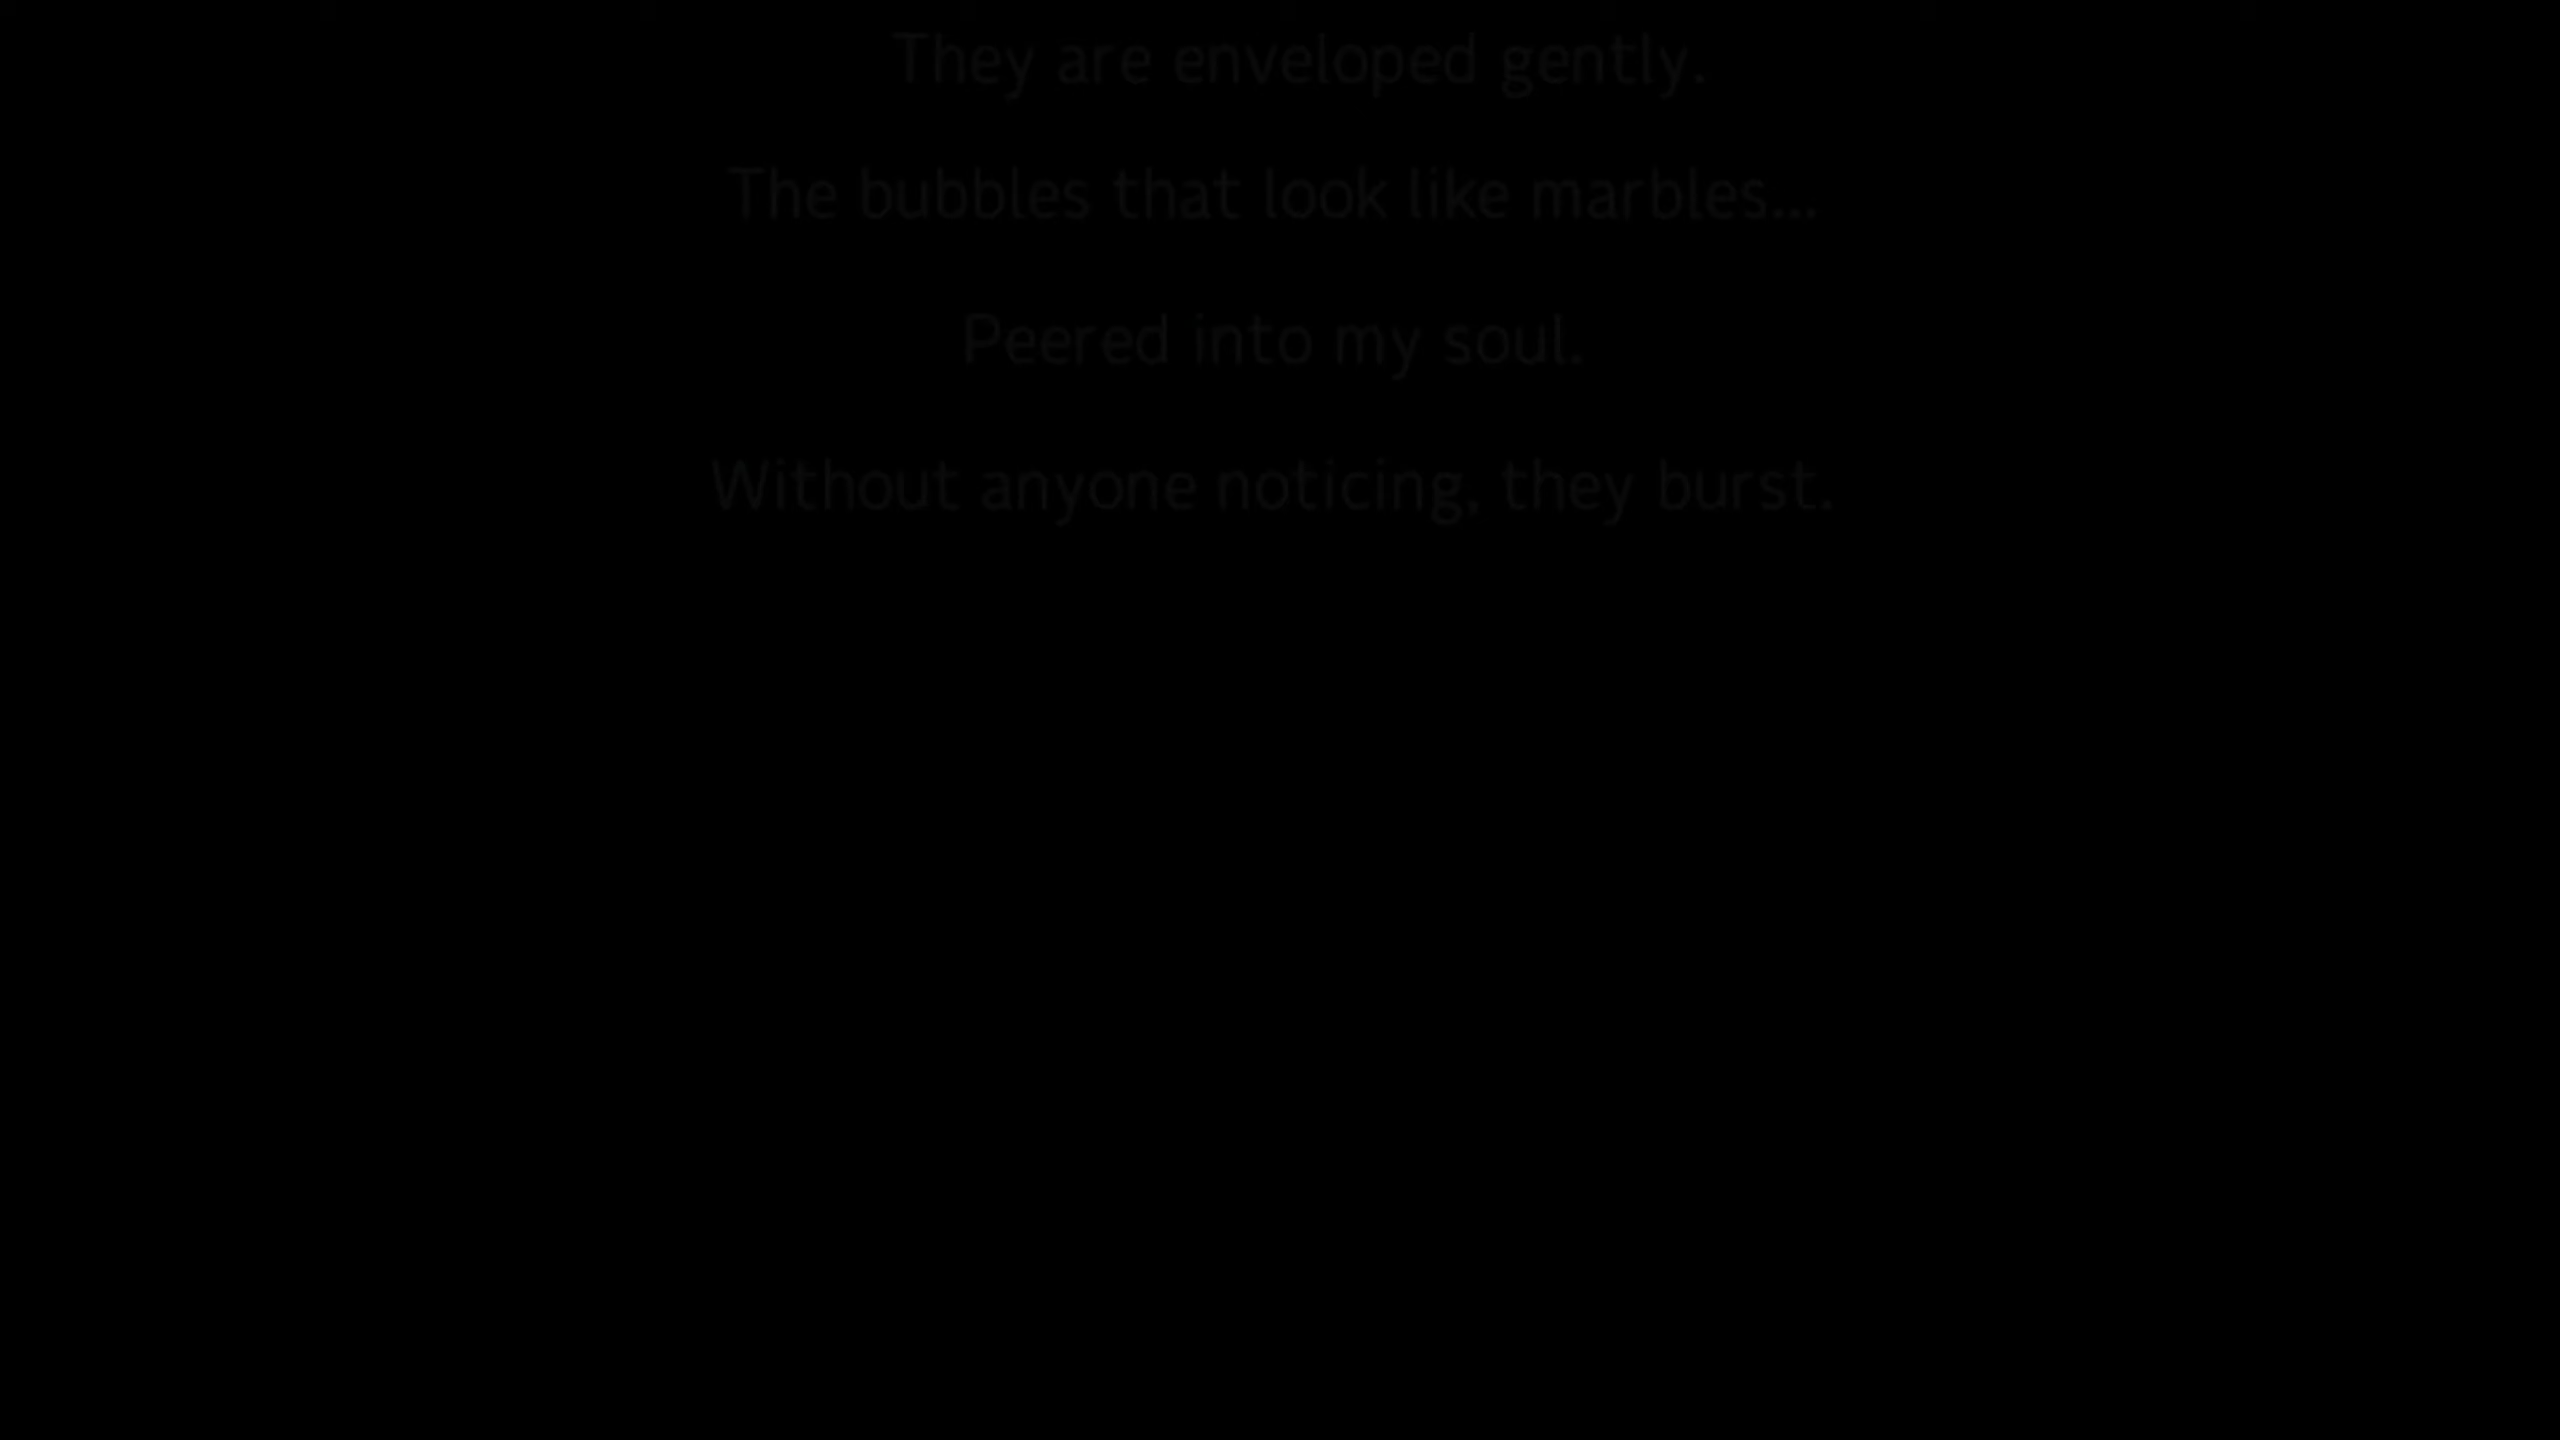 They are enveloped gently.
The bubbles that look like marbles...
Peered into my soul.
Without anyone noticing, they burst.